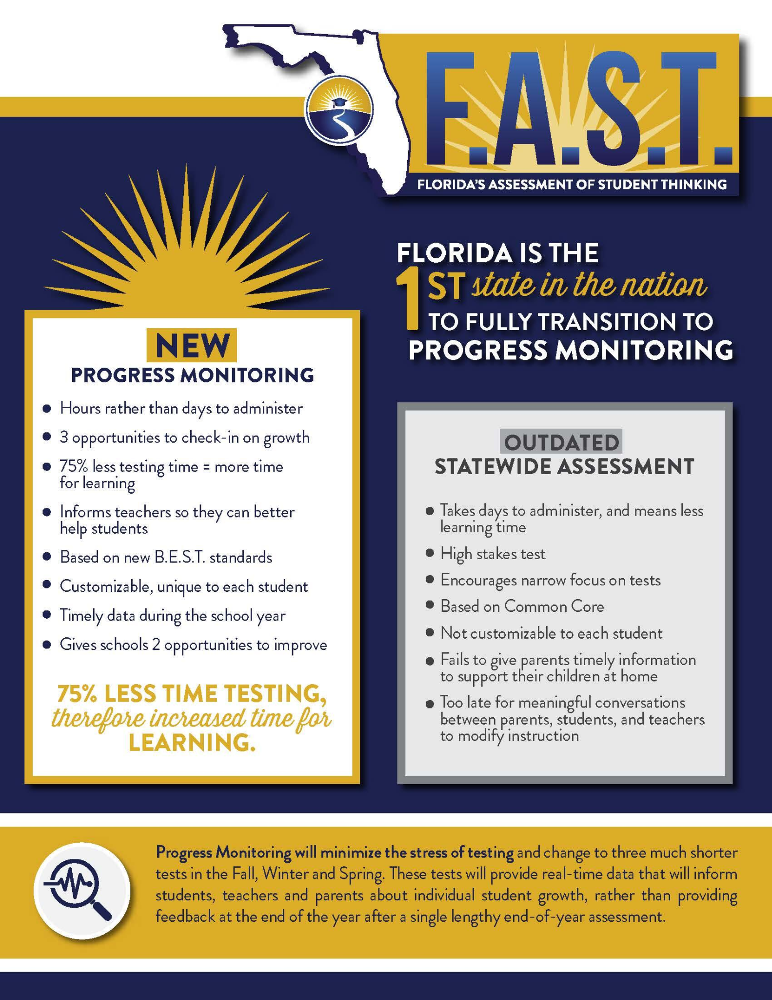 F.A.S.T.
FLORIDA'S ASSESSMENT OF STUDENT THINKING
FLORIDA IS THE
1ST state in the nation
TO FULLY TRANSITION TO
PROGRESS MONITORING
NEW
PROGRESS MONITORING
• Hours rather than days to administer
• 3 opportunities to check-in on growth
• 75% less testing time = more time
for learning
• Informs teachers so they can better
help students
• Based on new B.E.S.T. standards
• Customizable, unique to each student
• Timely data during the school year
• Gives schools 2 opportunities to improve
75% LESS TIME TESTING,
therefore increased time for
LEARNING.
OUTDATED
STATEWIDE ASSESSMENT
• Takes days to administer, and means less
learning time
• High stakes test
• Encourages narrow focus on tests
• Based on Common Core
• Not customizable to each student
• Fails to give parents timely information
to support their children at home
• Too late for meaningful conversations
between parents, students, and teachers
to modify instruction
Progress Monitoring will minimize the stress of testing and change to three much shorter
tests in the Fall, Winter and Spring. These tests will provide real-time data that will inform
students, teachers and parents about individual student growth, rather than providing
feedback at the end of the year after a single lengthy end-of-year assessment.